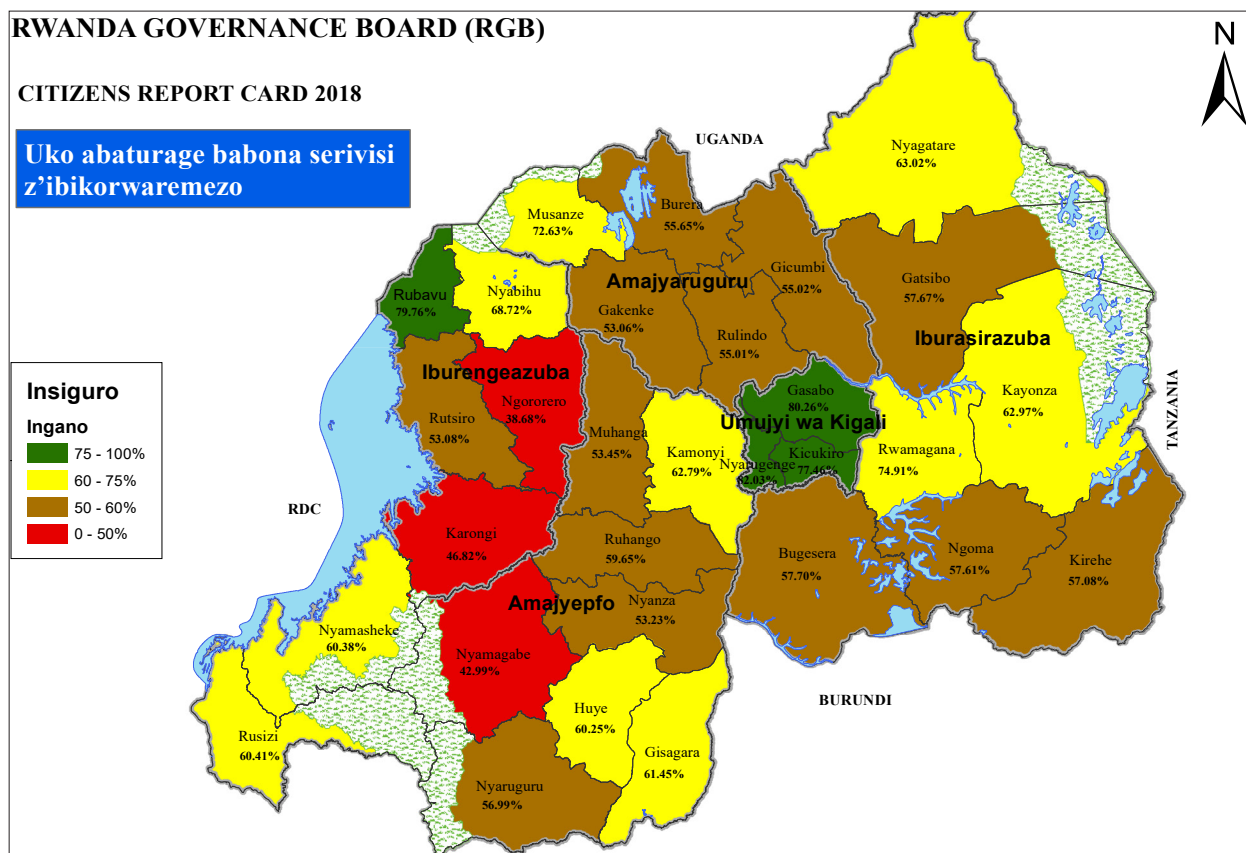 RWANDA GOVERNANCE BOARD (RGB)
CITIZENS REPORT CARD 2018
Uko abaturage babona serivisi
z’ibikorwaremezo
N
UGANDA
Nyagatare
63.02%
Musanze
72.63%
Burera
55.65%
Gicumbi
55.02%
Gatsibo
57.67%
Amajyaruguru
Rubavu
79.76%
Nyabihu
68.72%
Gakenke
53.06%
Rulindo
55.01%
Iburasirazuba
Kayonza
62.97%
TANZANIA
Iburengeazuba
Ngororero
38.68%
Rutsiro
53.08%
Muhanga
53.45%
Kamonyi
62.79%
Gasabo
80.26%
Umujyi wa Kigali
Kicukiro
77.46%
Nyarugenge
82.03%
Rwamagana
74.91%
Insiguro
Ingano
75 - 100%
60 - 75%
50 - 60%
0 - 50%
RDC
Karongi
46.82%
Ruhango
59.65%
Bugesera
57.70%
Ngoma
57.61%
Kirehe
57.08%
Amajyepfo
Nyanza
53.23%
Nyamasheke
60.38%
Nyamagabe
42.99%
BURUNDI
Huye
60.25%
Rusizi
60.41%
Gisagara
61.45%
Nyaruguru
56.99%